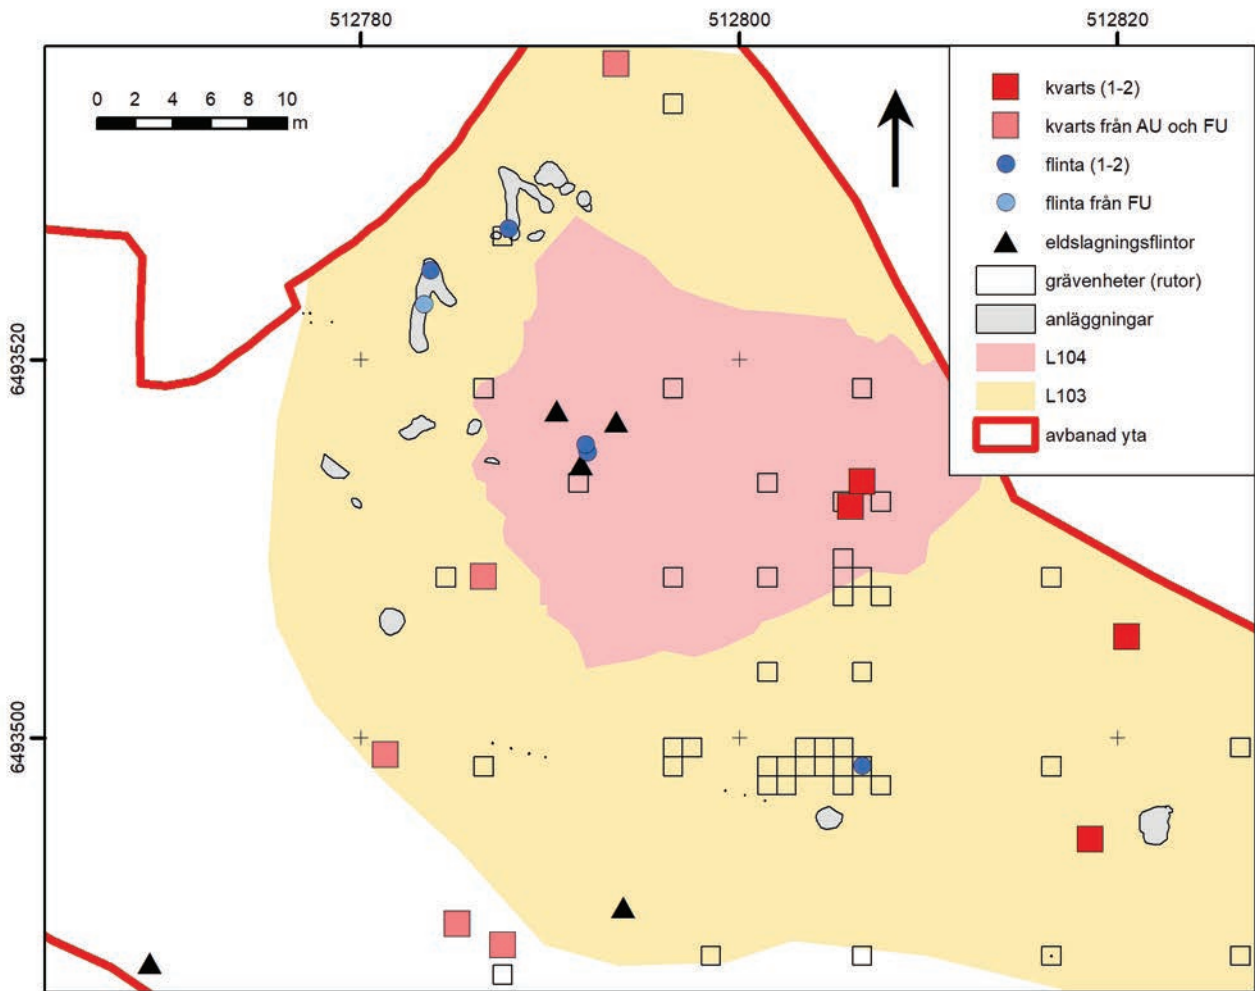 512780
512800
512820
0 2 4 6 8 10
m
6493520
6493500
kvarts (1-2)
kvarts från AU och FU
flinta (1-2)
flinta från FU
eldslagningsflintor
grävenheter (rutor)
anläggningar
L104
L103
avbanad yta